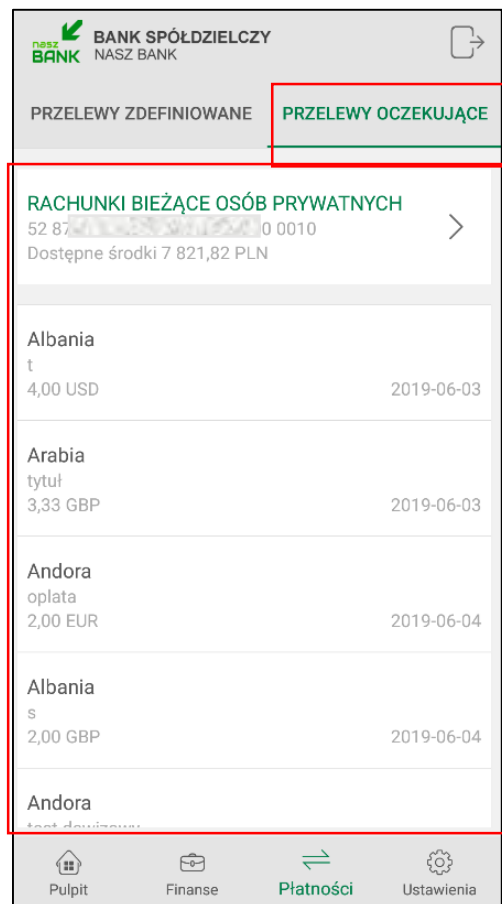 nasz
BANK
BANK SPÓŁDZIELCZY
NASZ BANK
PRZELEWY ZDEFINIOWANE PRZELEWY OCZEKUJĄCE
RACHUNKI BIEŻĄCE OSÓB PRYWATNYCH
52 87 0 0010
Dostępne środki 7 821,82 PLN
Albania
t
4,00 USD 2019-06-03
Arabia
tytuł
3,33 GBP 2019-06-03
Andora
oplata
2,00 EUR 2019-06-04
Albania
s
2,00 GBP 2019-06-04
Andora
test dewizowy
Pulpit Finanse Płatności Ustawienia